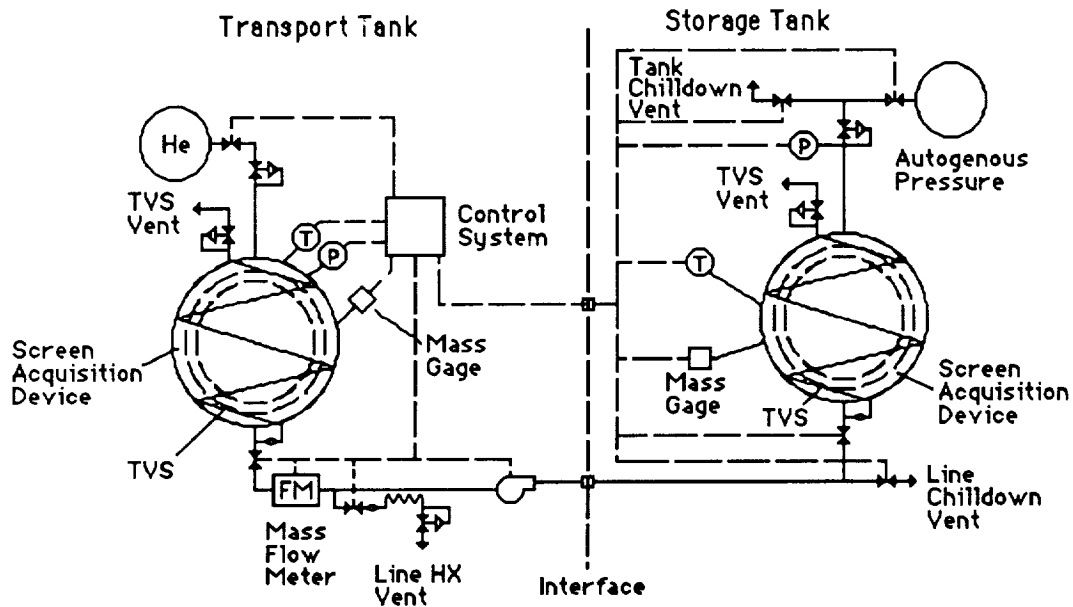 Transport Tank
Storage Tank
Tank
Chilldown
Vent
He
P
Autogenous
Pressure
TVS
Vent
TVS
Vent
Control
System
T
P
T
Mass
Gage
Screen
Acquisition
Device
Mass
Gage
Screen
Acquisition
Device
TVS
TVS
FM
Line
Chilldown
Vent
Mass
Flow
Meter
Line HX
Vent
Interface